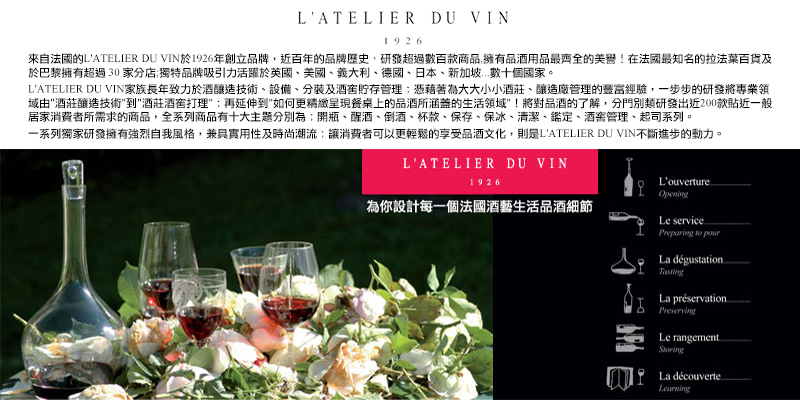 L'ATELIER DU VIN
1926
來自法國的L'ATELIER DU VIN於1926年創立品牌，近百年的品牌歷史，研發超過數百款商品.擁有品酒用品最齊全的美譽！在法國最知名的拉法葉百貨及
於巴黎擁有超過 30 家分店;獨特品牌吸引力活躍於英國、美國、義大利、德國、日本、新加坡...數十個國家。
L'ATELIER DU VIN家族長年致力於酒釀造技術、設備、分裝及酒窖貯存管理；憑藉著為大大小小酒莊、釀造廠管理的豐富經驗，一步步的研發將專業領
域由"酒莊釀造技術"到"酒莊酒窖打理"；再延伸到"如何更精緻呈現餐桌上的品酒所涵蓋的生活領域"！將對品酒的了解，分門別類研發出近200款貼近一般
居家消費者所需求的商品，全系列商品有十大主題分別為；開瓶、醒酒、倒酒、杯款、保存、保冰、清潔、鑑定、酒窖管理、起司系列。
一系列獨家研發擁有強烈自我風格，兼具實用性及時尚潮流；讓消費者可以更輕鬆的享受品酒文化，則是L'ATELIER DU VIN不斷進步的動力。
L'ATELIER DU VIN
1926
為你設計每一個法國酒藝生活品酒細節
L'ouverture
Opening
Le service
Preparing to pour
La dégustation
Tasting
La préservation
Preserving
Le rangement
Storing
La découverte
Learning